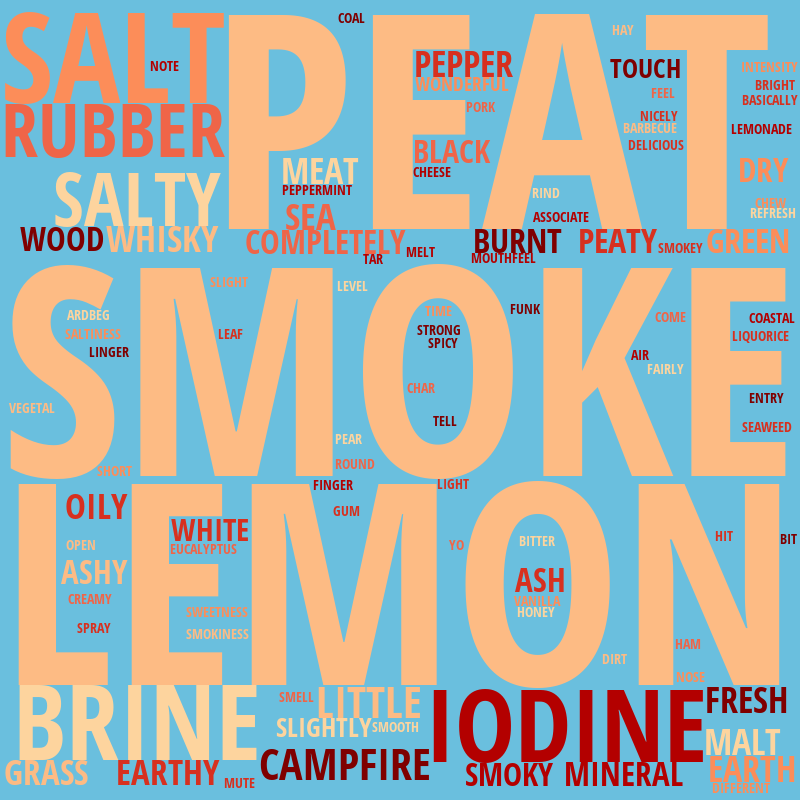 SALT
PEAT
COAL
HAY
NOTE
PEPPER
TOUCH
INTENSITY
WONDERFUL
BRIGHT
FEEL
BASICALLY
PORK
RUBBER
NICELY
BARBECUE
LEMONADE
DELICIOUS
BLACK
MEAT
CHEESE
DRY
SALTY
PEPPERMINT
RIND
REFRESH
SEA
ASSOCIATE
WOOD
WHISKY
COMPLETELY
BURNT
PEATY
SMOKEY
GREEN
TAR
MELT
MOUTHFEEL
SMOKE
SLIGHT
LEVEL
ARDBEG
TIME
FUNK
COME
COASTAL
SALTINESS
LEAF
STRONG
LIQUORICE
SPICY
LINGER
AIR
FAIRLY
CHAR
ENTRY
VEGETAL
TELL
SEAWEED
PEAR
SHORT
ROUND
LEMON
FINGER
LIGHT
OILY
GUM
WHITE
HIT
BIT
OPEN
EUCALYPTUS
YO
BITTER
ASHY
ASH
CREAMY
VANILLA
SWEETNESS
HONEY
SPRAY
SMOKINESS
HAM
DIRT
NOSE
BRINE
SMELL
LITTLE
IODINE
FRESH
SLIGHTLY
SMOOTH
MALT
GRASS
EARTHY
MUTE
CAMPFIRE
SMOKY
MINERAL
EARTH
DIFFERENT